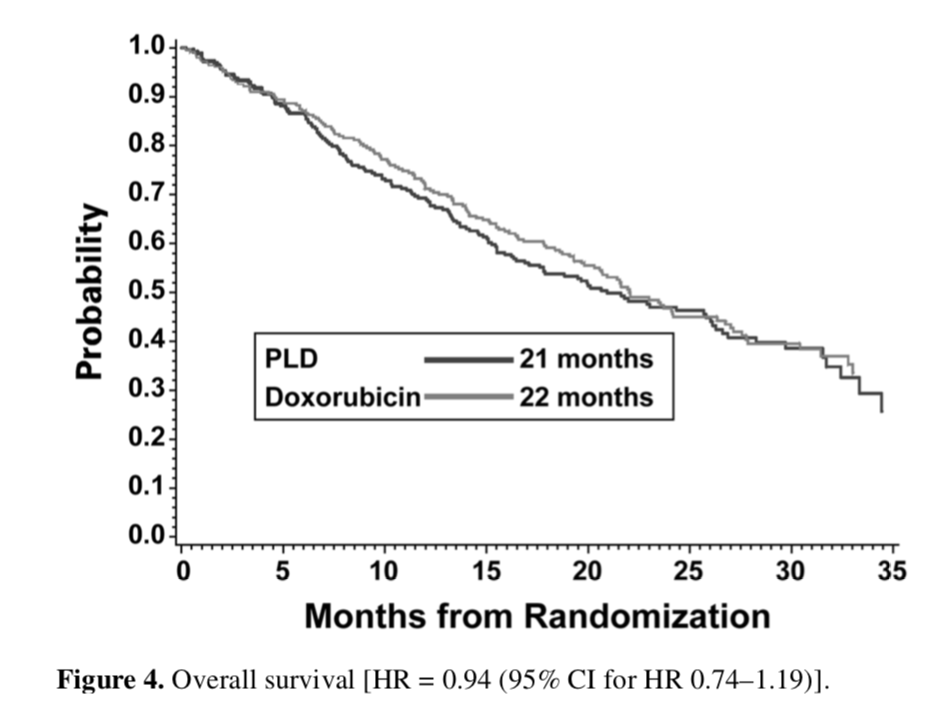 1.0
0.9
0.8
0.7
0.6
0.5
0.4
0.3
0.2
0.1
0.0
Probability
PLD 21 months
Doxorubicin 22 months
0 5 10 15 20 25 30 35
Months from Randomization
Figure 4. Overall survival [HR = 0.94 (95% CI for HR 0.74–1.19)].